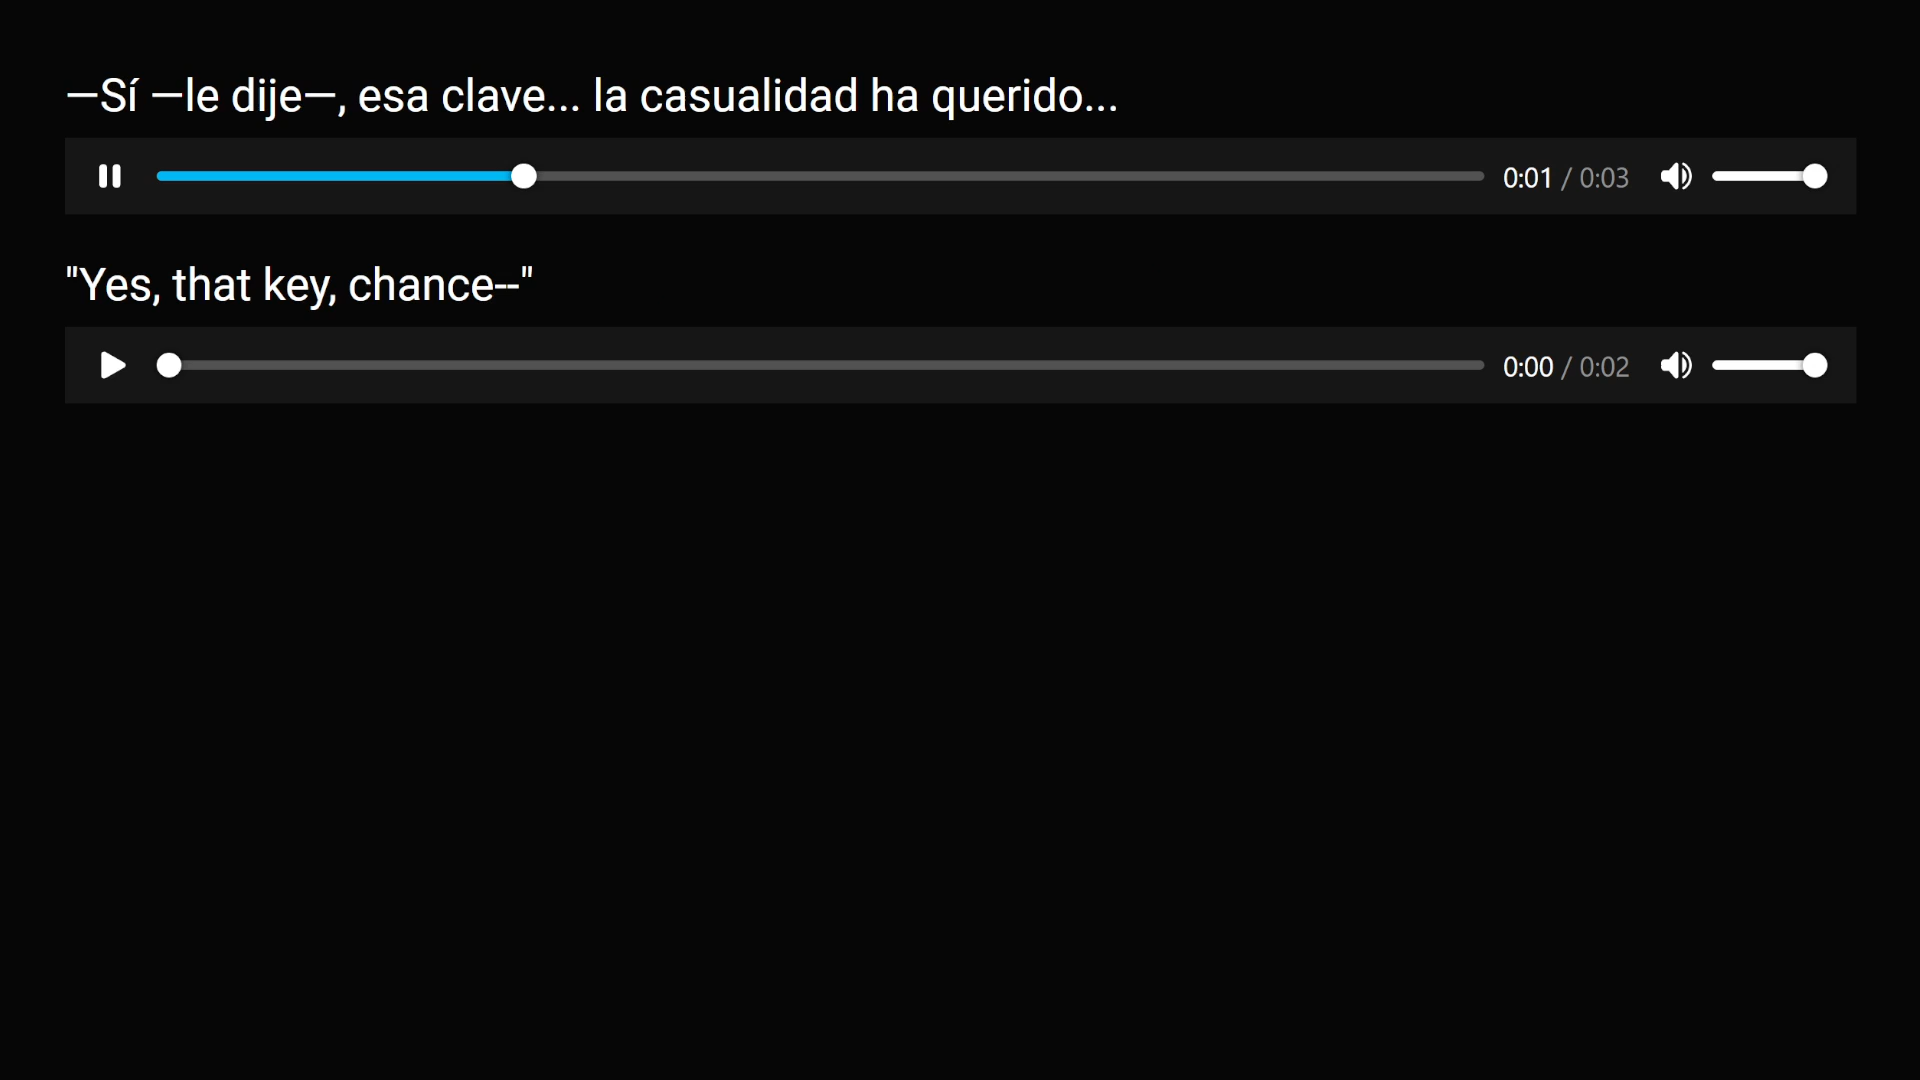 —Sí —le dije—, esa clave... la casualidad ha querido...
0:01 / 0:03
"Yes, that key, chance--"
0:00 / 0:02